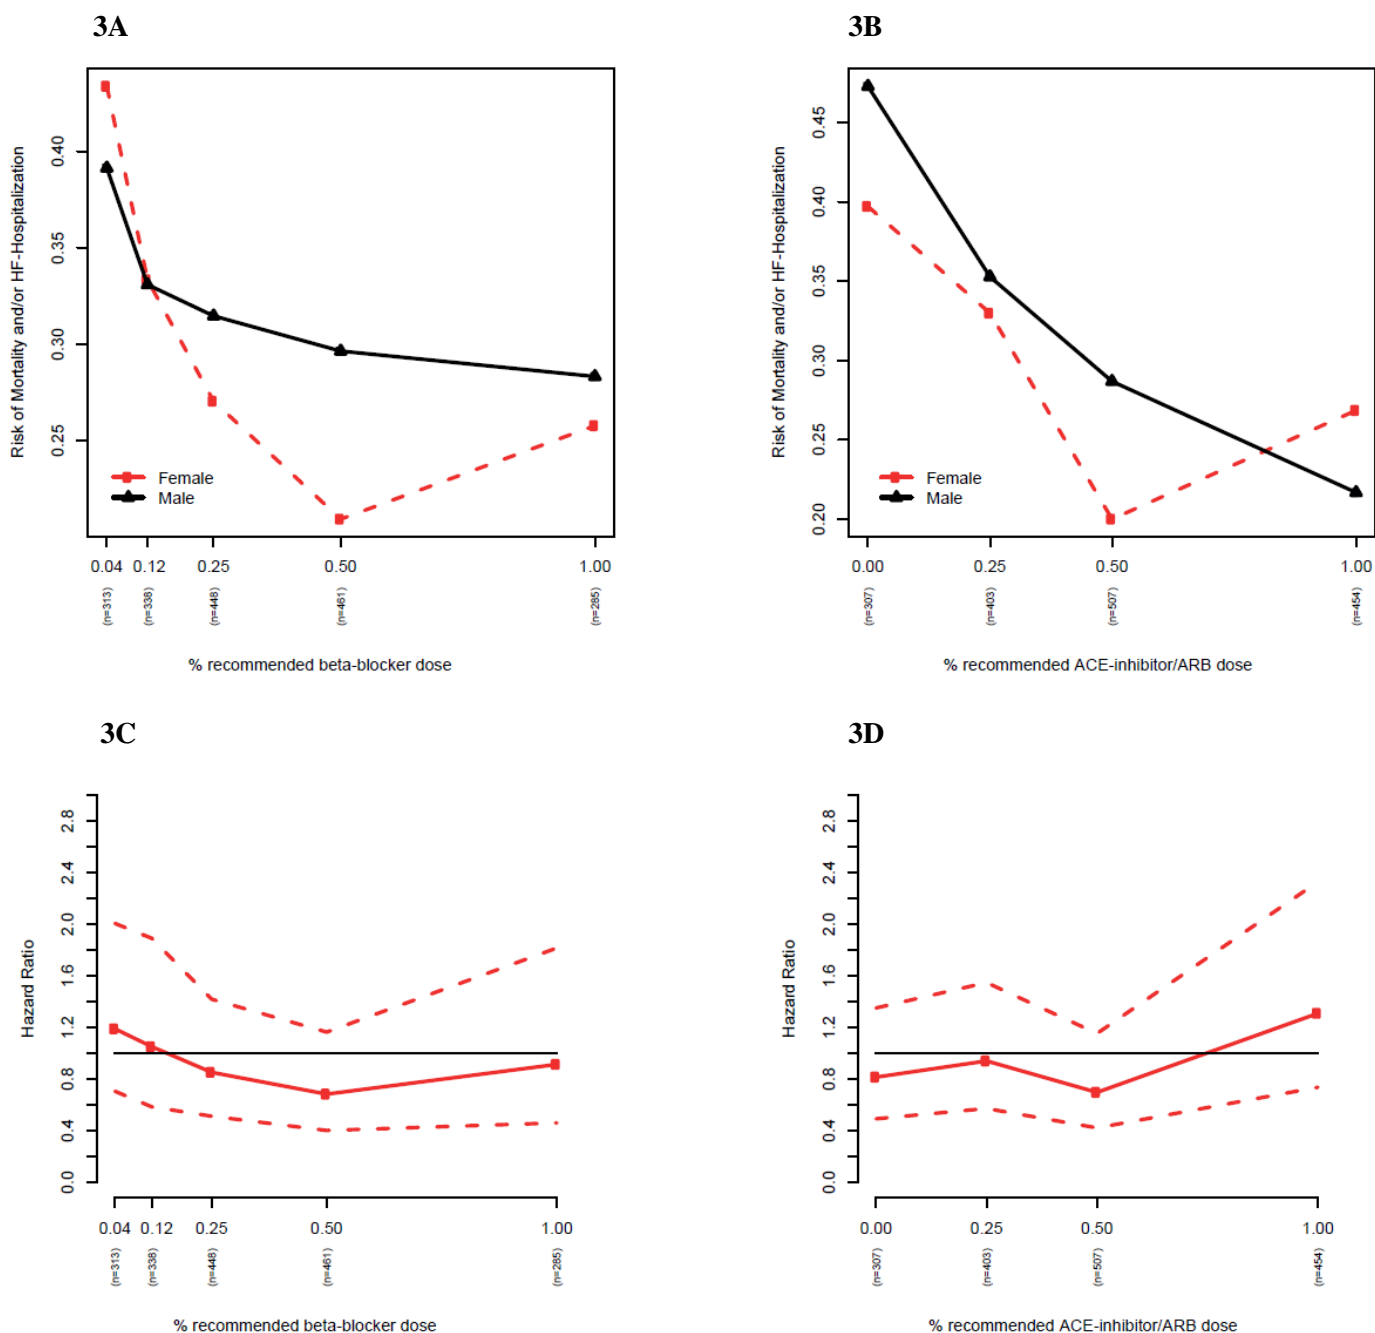 3A
Risk of Mortality and/or HF-Hospitalization
0.40
0.35
0.30
0.25
Female
Male
0.04 0.12 0.25 0.50 1.00
(n=313) (n=338) (n=448) (n=461) (n=285)
% recommended beta-blocker dose
3B
Risk of Mortality and/or HF-Hospitalization
0.45
0.40
0.35
0.30
0.25
0.20
Female
Male
0.00 0.25 0.50 1.00
(n=307) (n=403) (n=507) (n=454)
% recommended ACE-inhibitor/ARB dose
3C
Hazard Ratio
2.8
2.4
2.0
1.6
1.2
0.8
0.4
0.0
0.04 0.12 0.25 0.50 1.00
(n=313) (n=338) (n=448) (n=461) (n=285)
% recommended beta-blocker dose
3D
Hazard Ratio
2.8
2.4
2.0
1.6
1.2
0.8
0.4
0.0
0.00 0.25 0.50 1.00
(n=307) (n=403) (n=507) (n=454)
% recommended ACE-inhibitor/ARB dose